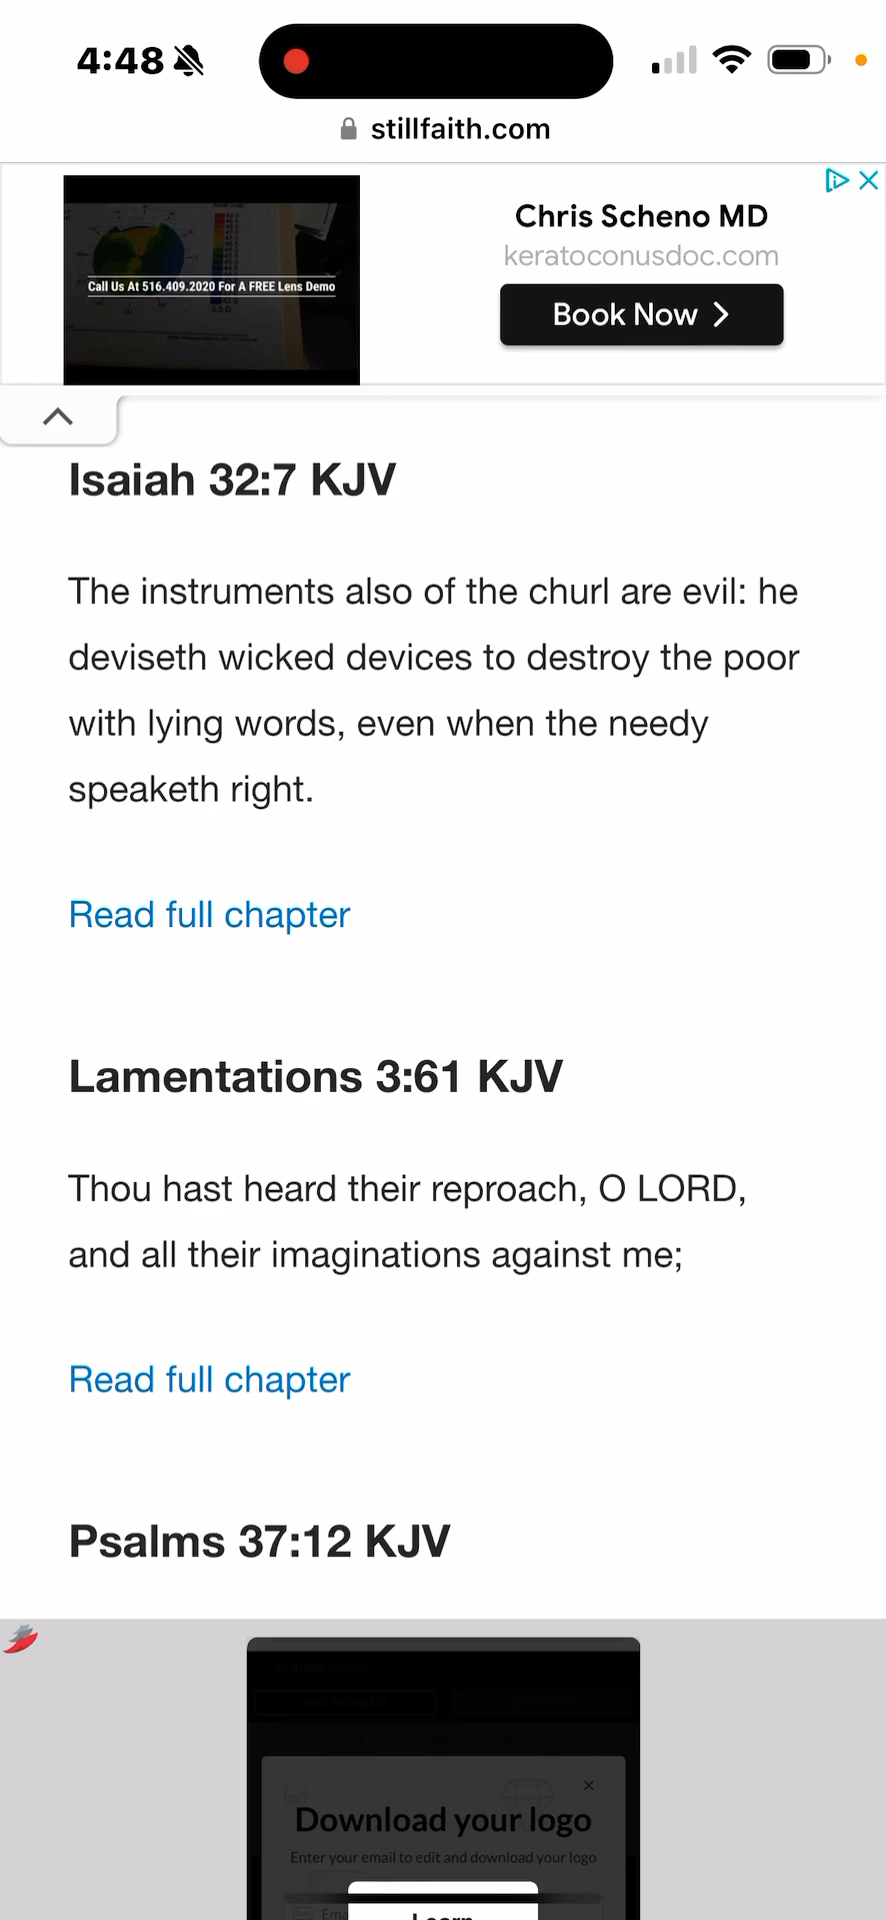 4:48
stillfaith.com
Chris Scheno MD
keratoconusdoc.com
Call Us At 516.409.2020 For A FREE Lens Demo
Book Now
Isaiah 32:7 KJV
The instruments also of the churl are evil: he
deviseth wicked devices to destroy the poor
with lying words, even when the needy
speaketh right.
Read full chapter
Lamentations 3:61 KJV
Thou hast heard their reproach, O LORD,
and all their imaginations against me;
Read full chapter
Psalms 37:12 KJV
Download your logo
Enter your email to edit and download your logo
Learn